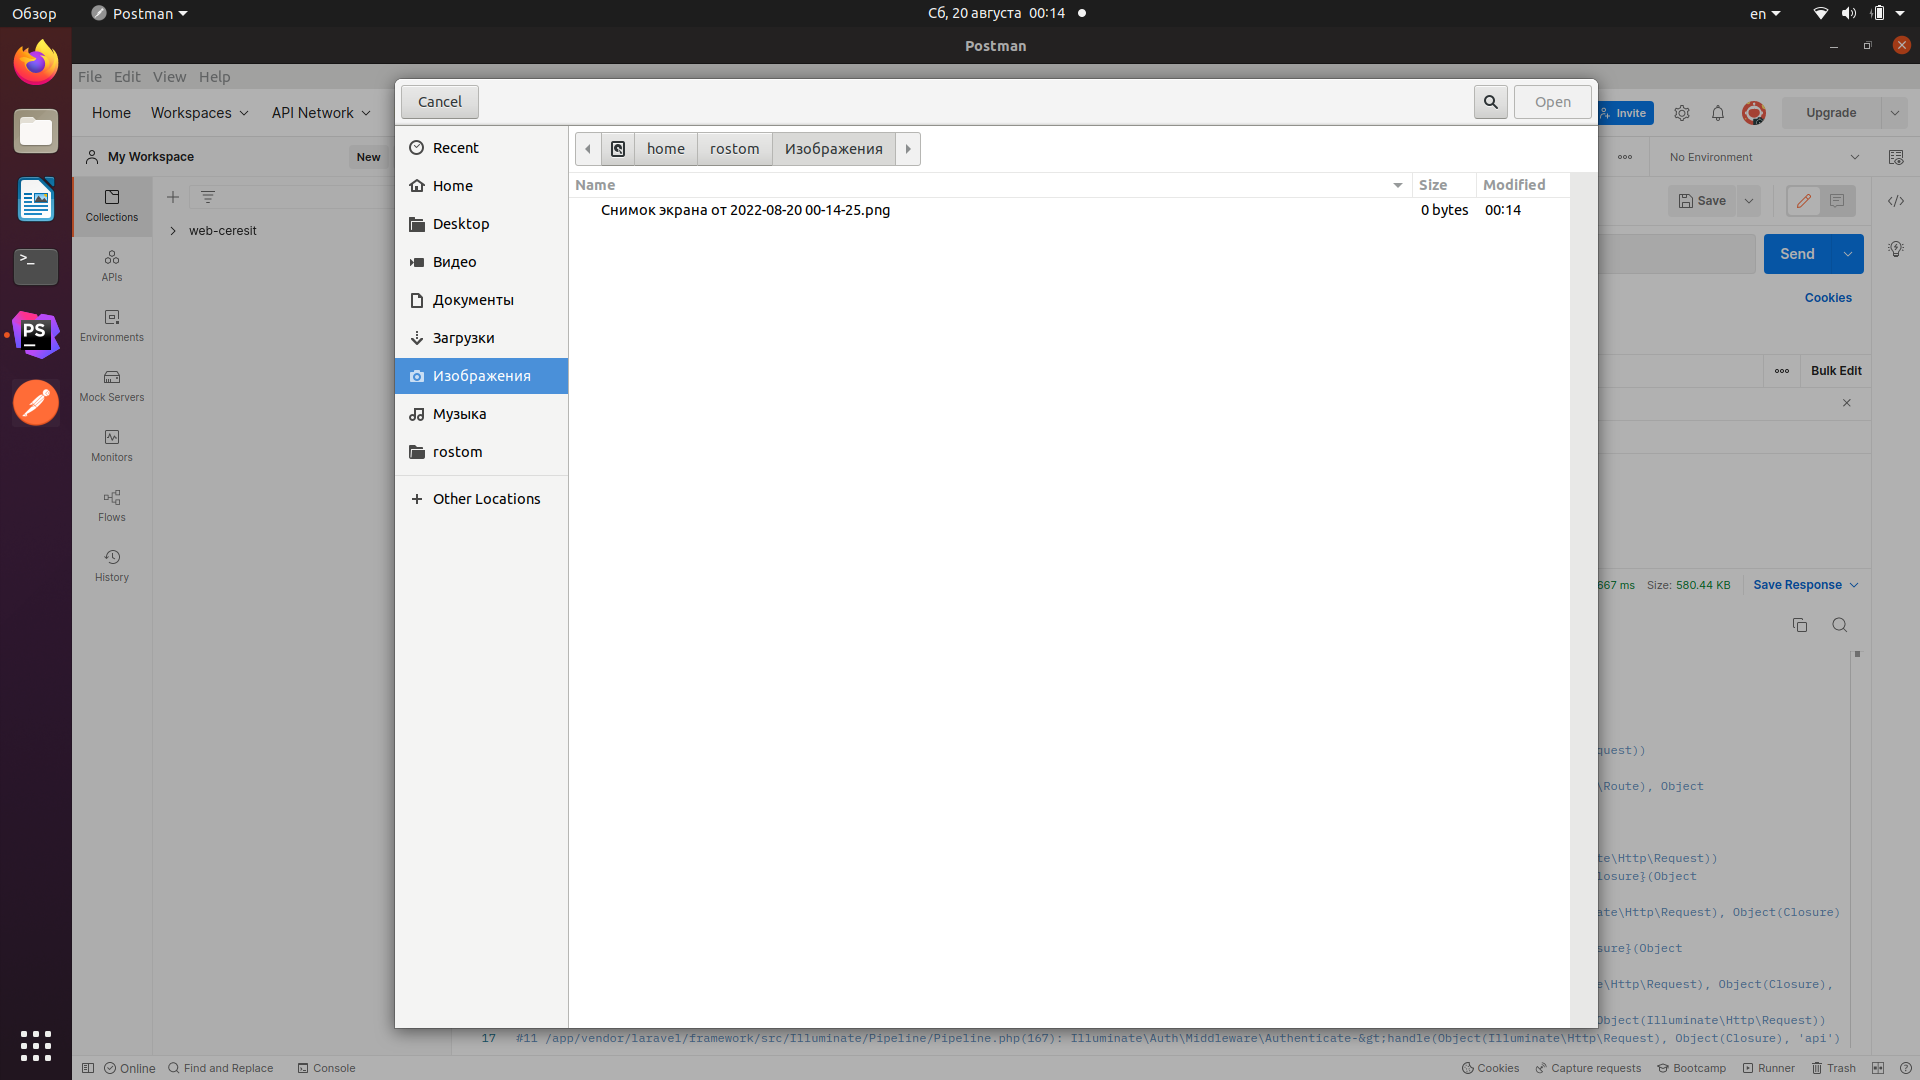 Обзор Postman Сб, 20 августа 00:14 en
Postman
File Edit View Help
Home Workspaces API Network Invite Upgrade
Cancel Open
My Workspace New No Environment
Recent
home rostom Изображения
Name Size Modified
Снимок экрана от 2022-08-20 00-14-25.png 0 bytes 00:14
Home
Desktop
Видео
Документы
Загрузки
Изображения
Музыка
rostom
Other Locations
Collections
web-ceresit
APIs
Environments
Mock Servers
Monitors
Flows
History
Save
Send
Cookies
Bulk Edit
667 ms Size: 580.44 KB Save Response
quest))
\Route), Object
te\Http\Request))
losure}(Object
ate\Http\Request), Object(Closure)
sure}(Object
e\Http\Request), Object(Closure),
Object(Illuminate\Http\Request))
17 #11 /app/vendor/laravel/framework/src/Illuminate/Pipeline/Pipeline.php(167): Illuminate\Auth\Middleware\Authenticate-&gt;handle(Object(Illuminate\Http\Request), Object(Closure), 'api')
Online Find and Replace Console Cookies Capture requests Bootcamp Runner Trash
PS